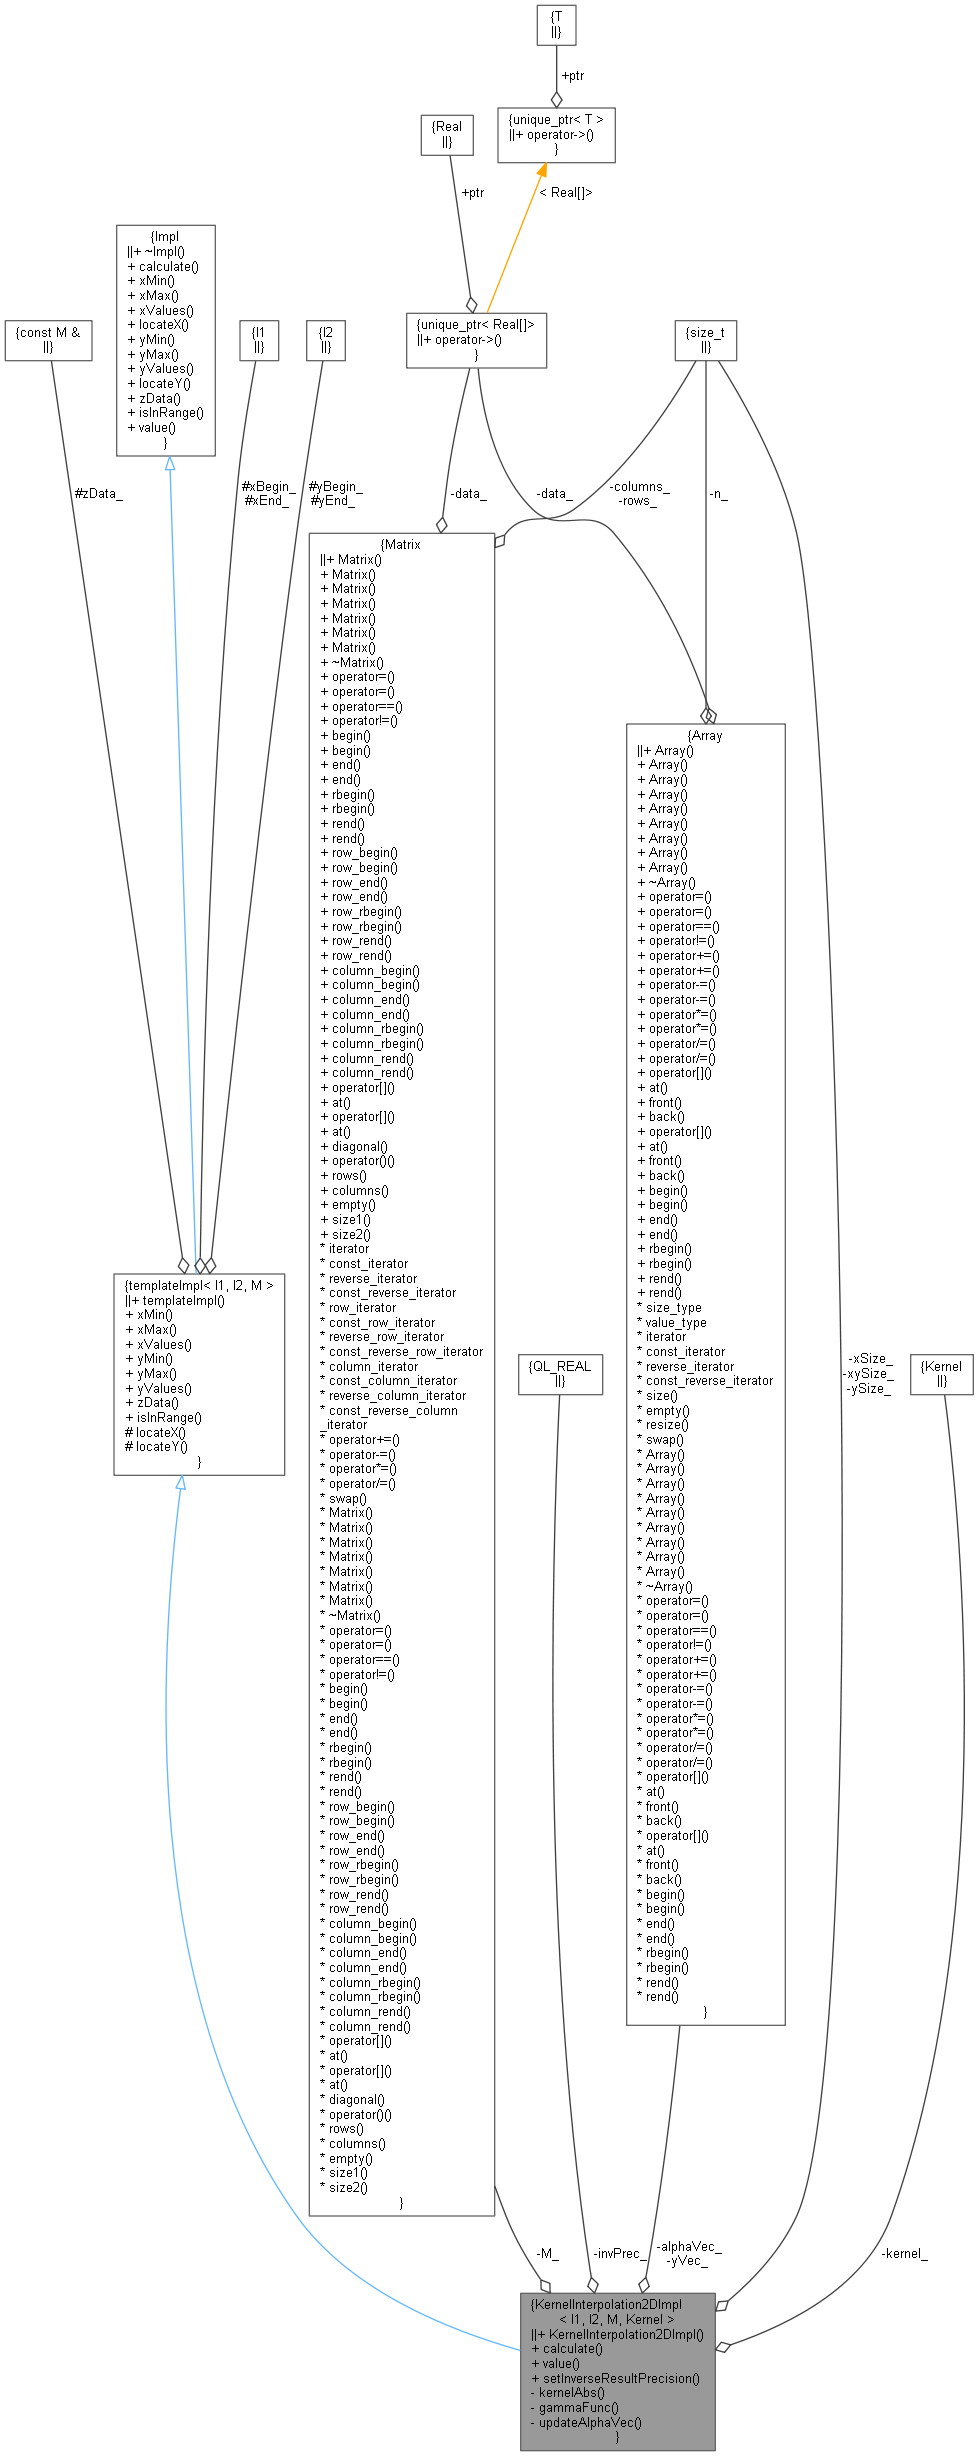 {T
||}
+ptr
{unique_ptr< T >
||+ operator->()
}
{Real
||}
+ptr
< Real[]>
{Impl
||+ ~Impl()
+ calculate()
+ xMin()
+ xMax()
+ xValues()
+ locateX()
+ yMin()
+ yMax()
+ yValues()
+ locateY()
+ zData()
+ isInRange()
+ value()
}
{const M &
||}
{I1
||}
{I2
||}
{unique_ptr< Real[]>
||+ operator->()
}
{size_t
||}
#zData_
#xBegin_
#xEnd_
#yBegin_
#yEnd_
-data_
-data_
-columns_
-rows_
-n_
{Matrix
||+ Matrix()
+ Matrix()
+ Matrix()
+ Matrix()
+ Matrix()
+ Matrix()
+ Matrix()
+ ~Matrix()
+ operator=()
+ operator=()
+ operator==()
+ operator!=()
+ begin()
+ begin()
+ end()
+ end()
+ rbegin()
+ rbegin()
+ rend()
+ rend()
+ row_begin()
+ row_begin()
+ row_end()
+ row_end()
+ row_rbegin()
+ row_rbegin()
+ row_rend()
+ row_rend()
+ column_begin()
+ column_begin()
+ column_end()
+ column_end()
+ column_rbegin()
+ column_rbegin()
+ column_rend()
+ column_rend()
+ operator[]()
+ at()
+ operator[]()
+ at()
+ diagonal()
+ operator()()
+ rows()
+ columns()
+ empty()
+ size1()
+ size2()
* iterator
* const_iterator
* reverse_iterator
* const_reverse_iterator
* row_iterator
* const_row_iterator
* reverse_row_iterator
* const_reverse_row_iterator
* column_iterator
* const_column_iterator
* reverse_column_iterator
* const_reverse_column
_iterator
* operator+=()
* operator-=()
* operator*=()
* operator/=()
* swap()
* Matrix()
* Matrix()
* Matrix()
* Matrix()
* Matrix()
* Matrix()
* Matrix()
* ~Matrix()
* operator=()
* operator=()
* operator==()
* operator!=()
* begin()
* begin()
* end()
* end()
* rbegin()
* rbegin()
* rend()
* rend()
* row_begin()
* row_begin()
* row_end()
* row_end()
* row_rbegin()
* row_rbegin()
* row_rend()
* row_rend()
* column_begin()
* column_begin()
* column_end()
* column_end()
* column_rbegin()
* column_rbegin()
* column_rend()
* column_rend()
* operator[]()
* at()
* operator[]()
* at()
* diagonal()
* operator()()
* rows()
* columns()
* empty()
* size1()
* size2()
}
{Array
||+ Array()
+ Array()
+ Array()
+ Array()
+ Array()
+ Array()
+ Array()
+ Array()
+ Array()
+ ~Array()
+ operator=()
+ operator=()
+ operator==()
+ operator!=()
+ operator+=()
+ operator+=()
+ operator-=()
+ operator-=()
+ operator*=()
+ operator*=()
+ operator/=()
+ operator/=()
+ operator[]()
+ at()
+ front()
+ back()
+ operator[]()
+ at()
+ front()
+ back()
+ begin()
+ begin()
+ end()
+ end()
+ rbegin()
+ rbegin()
+ rend()
+ rend()
* size_type
* value_type
* iterator
* const_iterator
* reverse_iterator
* const_reverse_iterator
* size()
* empty()
* resize()
* swap()
* Array()
* Array()
* Array()
* Array()
* Array()
* Array()
* Array()
* Array()
* Array()
* ~Array()
* operator=()
* operator=()
* operator==()
* operator!=()
* operator+=()
* operator+=()
* operator-=()
* operator-=()
* operator*=()
* operator*=()
* operator/=()
* operator/=()
* operator[]()
* at()
* front()
* back()
* operator[]()
* at()
* front()
* back()
* begin()
* begin()
* end()
* end()
* rbegin()
* rbegin()
* rend()
* rend()
}
{templateImpl< I1, I2, M >
||+ templateImpl()
+ xMin()
+ xMax()
+ xValues()
+ yMin()
+ yMax()
+ yValues()
+ zData()
+ isInRange()
# locateX()
# locateY()
}
{QL_REAL
||}
-xSize_
-xySize_
-ySize_
{Kernel
||}
-M_
-invPrec_
-alphaVec_
-yVec_
-kernel_
{KernelInterpolation2DImpl
< I1, I2, M, Kernel >
||+ KernelInterpolation2DImpl()
+ calculate()
+ value()
+ setInverseResultPrecision()
- kernelAbs()
- gammaFunc()
- updateAlphaVec()
}